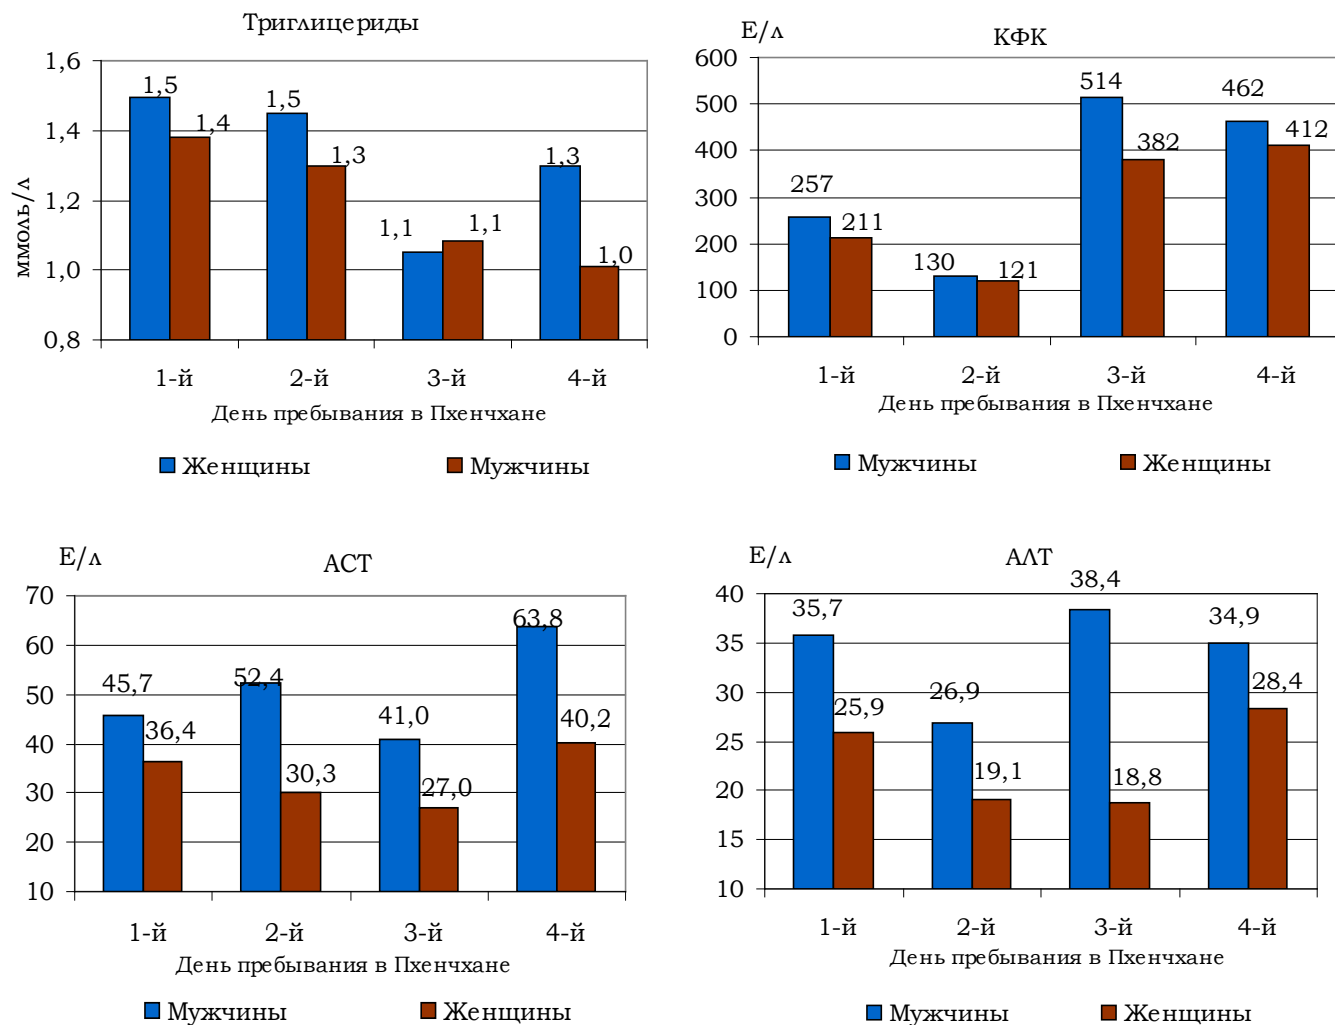 Триглицериды
ммоль/л
1,6
1,4
1,2
1,0
0,8
1,5
1,4
1,5
1,3
1,1
1,1
1,3
1,0
1-й 2-й 3-й 4-й
День пребывания в Пхенчхане
Женщины Мужчины
Е/л
КФК
600
500
400
300
200
100
0
257
211
130
121
514
382
462
412
1-й 2-й 3-й 4-й
День пребывания в Пхенчхане
Мужчины Женщины
Е/л
АСТ
70
60
50
40
30
20
10
45,7
36,4
52,4
30,3
41,0
27,0
63,8
40,2
1-й 2-й 3-й 4-й
День пребывания в Пхенчхане
Мужчины Женщины
Е/л
АЛТ
40
35
30
25
20
15
10
35,7
25,9
26,9
19,1
38,4
18,8
34,9
28,4
1-й 2-й 3-й 4-й
День пребывания в Пхенчхане
Мужчины Женщины